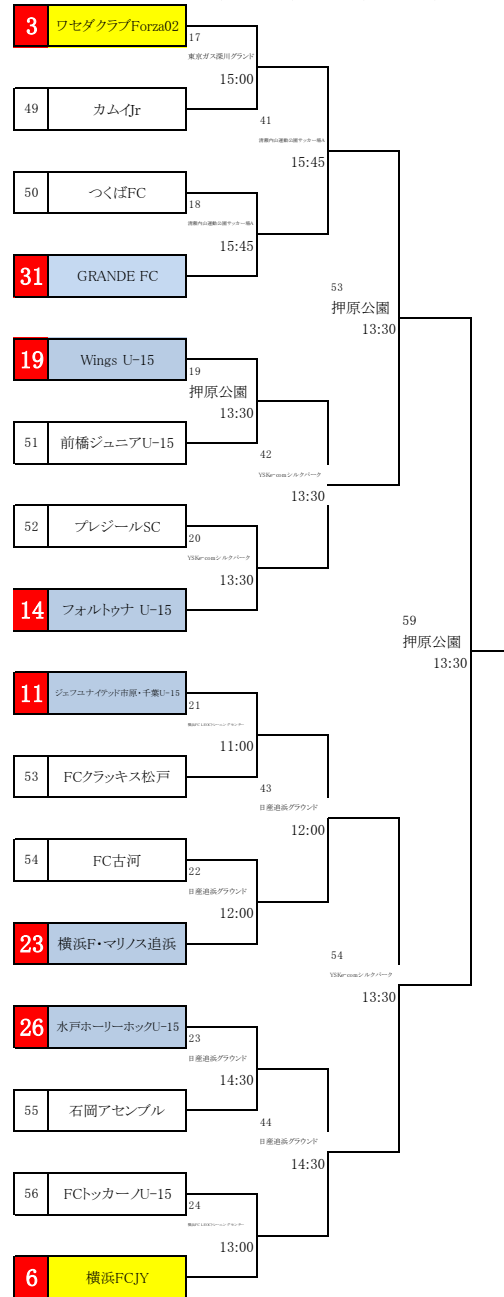 3 ワセダクラブForza02
17
東京ガス深川グランド
15:00
49 カムイJr
41
15:45
50 つくばFC
18
15:45
31 GRANDE FC
53
押原公園
13:30
19 Wings U-15
19
押原公園
13:30
51 前橋ジュニアU-15
42
YSKe-comシルクパーク
13:30
52 プレジールSC
20
YSKe-comシルクパーク
13:30
14 フォルトゥナ U-15
59
押原公園
13:30
11 ジェフユナイテッド市原・千葉U-15
21
11:00
53 FCクラッキス松戸
43
日産追浜グラウンド
12:00
54 FC古河
22
日産追浜グラウンド
12:00
23 横浜F・マリノス追浜
54
YSKe-comシルクパーク
13:30
26 水戸ホーリーホックU-15
23
日産追浜グラウンド
14:30
55 石岡アセンブル
44
日産追浜グラウンド
14:30
56 FCトッカーノU-15
24
13:00
6 横浜FCJY